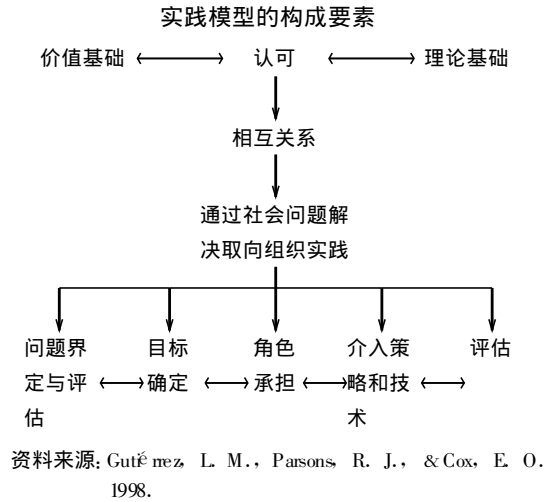 实践模型的构成要素
价值基础 认可 理论基础
相互关系
通过社会问题解
决取向组织实践
问题界 目标 角色 介入策 评估
定与评 确定 承担 略和技
估 术
资料来源: Gutiérrez, L. M., Parsons, R. J., & Cox, E. O.
1998.